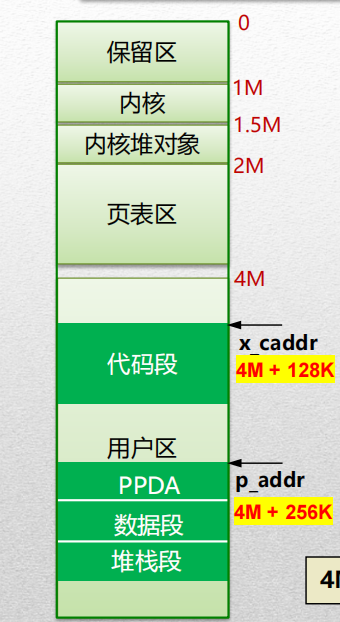 0
保留区
1M
内核
1.5M
内核堆对象
2M
页表区
4M
x_caddr
代码段
4M + 128K
用户区
p_addr
PPDA
4M + 256K
数据段
堆栈段